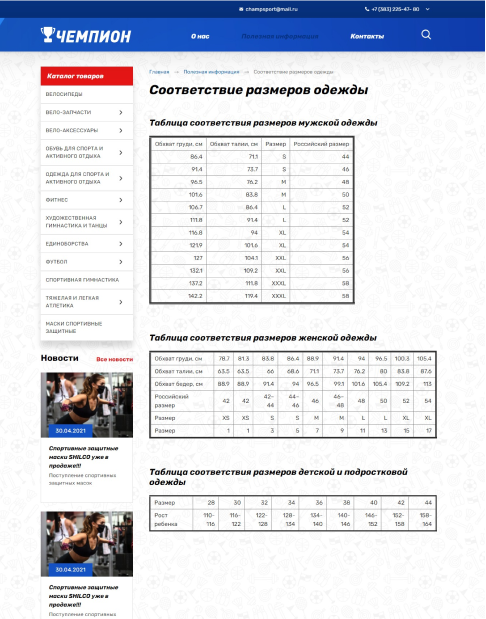 champsport@mail.ru
+7 (383) 225-47- 80
ЧЕМПИОН
О нас
Полезная информация
Контакты
Каталог товаров
ВЕЛОСИПЕДЫ
ВЕЛО-ЗАПЧАСТИ
ВЕЛО-АКСЕССУАРЫ
ОБУВЬ ДЛЯ СПОРТА И
АКТИВНОГО ОТДЫХА
ОДЕЖДА ДЛЯ СПОРТА И
АКТИВНОГО ОТДЫХА
ФИТНЕС
ХУДОЖЕСТВЕННАЯ
ГИМНАСТИКА И ТАНЦЫ
ЕДИНОБОРСТВА
ФУТБОЛ
СПОРТИВНАЯ ГИМНАСТИКА
ТЯЖЕЛАЯ И ЛЕГКАЯ
АТЛЕТИКА
МАСКИ СПОРТИВНЫЕ
ЗАЩИТНЫЕ
Новости
Все новости
30.04.2021
Спортивные защитные
маски SHILCO уже в
продаже!!!
Поступление спортивных
защитных масок
30.04.2021
Спортивные защитные
маски SHILCO уже в
продаже!!!
Поступление спортивных
Главная → Полезная информация → Соответствие размеров одежды
Соответствие размеров одежды
Таблица соответствия размеров мужской одежды
Обхват груди, см Обхват талии, см Размер Российский размер
86.4 71.1 S 44
91.4 73.7 S 46
96.5 76.2 M 48
101.6 83.8 M 50
106.7 86.4 L 52
111.8 91.4 L 52
116.8 94 XL 54
121.9 101.6 XL 54
127 104.1 XXL 56
132.1 109.2 XXL 56
137.2 111.8 XXXL 58
142.2 119.4 XXXL 58
Таблица соответствия размеров женской одежды
Обхват груди, см 78.7 81.3 83.8 86.4 88.9 91.4 94 96.5 100.3 105.4
Обхват талии, см 63.5 63.5 66 68.6 71.1 73.7 76.2 80 83.8 87.6
Обхват бедер, см 88.9 88.9 91.4 94 96.5 99.1 101.6 105.4 109.2 113
Российский размер 42 42 42-44 44-46 46 46-48 48 50 52 54
Размер XS XS S S M M L L XL XL
Размер 1 1 3 5 7 9 11 13 15 17
Таблица соответствия размеров детской и подростковой
одежды
Размер 28 30 32 34 36 38 40 42 44
Рост ребенка 110-116 116-122 122-128 128-134 134-140 140-146 146-152 152-158 158-164